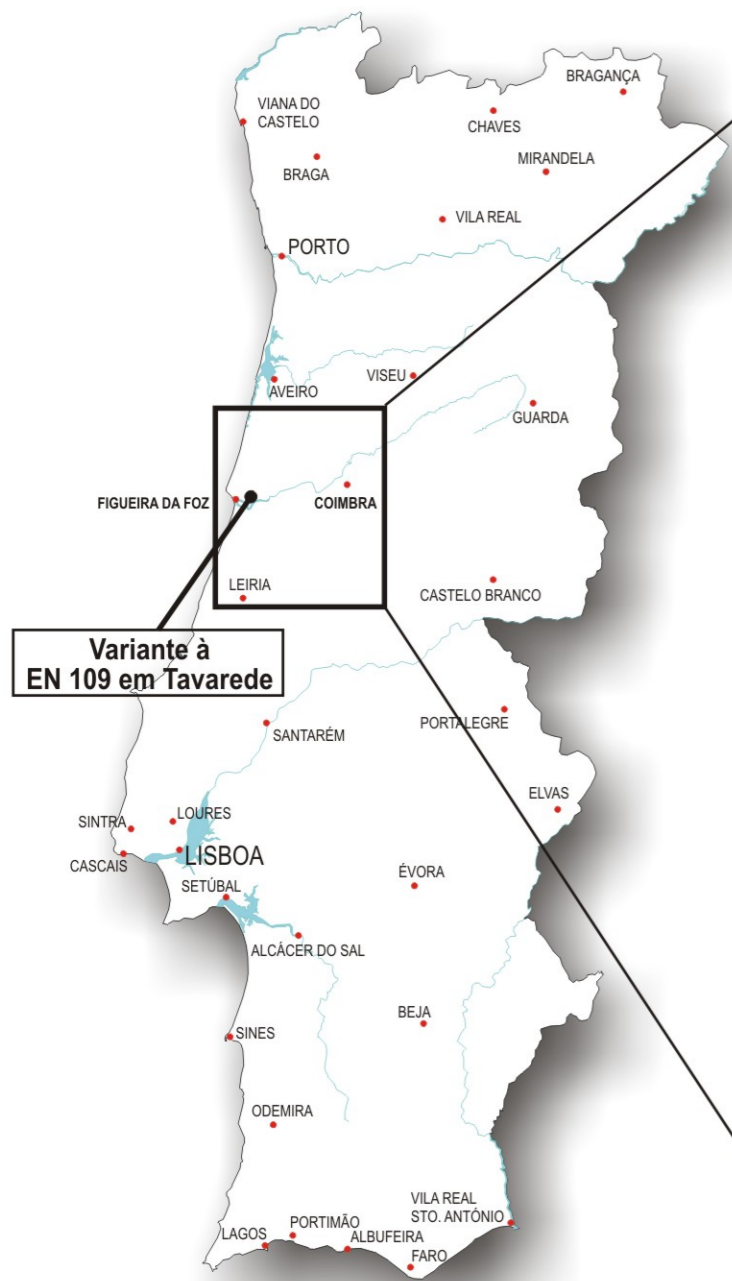 BRAGANÇA
VIANA DO
CASTELO
CHAVES
BRAGA
MIRANDELA
VILA REAL
PORTO
AVEIRO
VISEU
GUARDA
FIGUEIRA DA FOZ
COIMBRA
LEIRIA
CASTELO BRANCO
Variante à
EN 109 em Tavarede
PORTALEGRE
SANTARÉM
ELVAS
SINTRA
LOURES
LISBOA
CASCAIS
ÉVORA
SETÚBAL
ALCÁCER DO SAL
BEJA
SINES
ODEMIRA
VILA REAL
STO. ANTÓNIO
PORTIMÃO
LAGOS
ALBUFEIRA
FARO